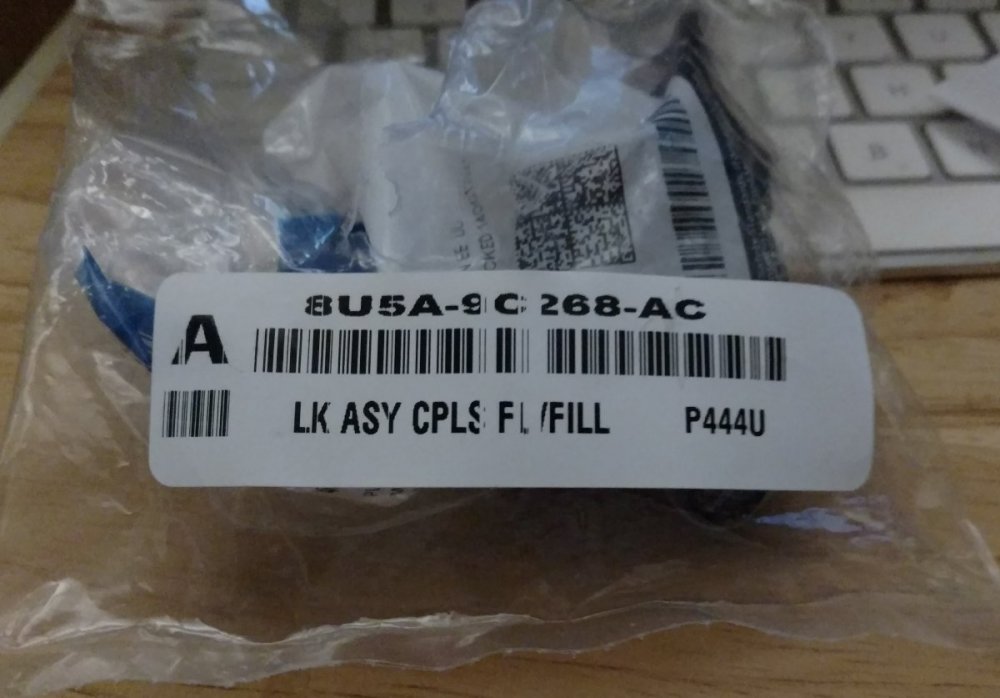 8U5A-9C268-AC
A
LK ASY CPLS FL/FILL
P444U
Y
U
H
B